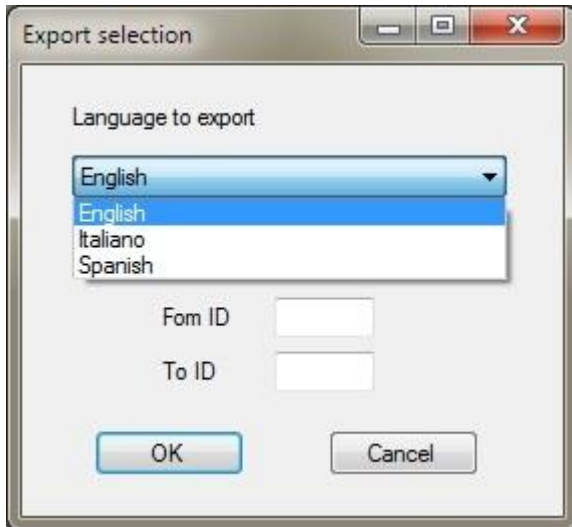 Export selection
Language to export
English
English
Italiano
Spanish
Fom ID
To ID
OK
Cancel